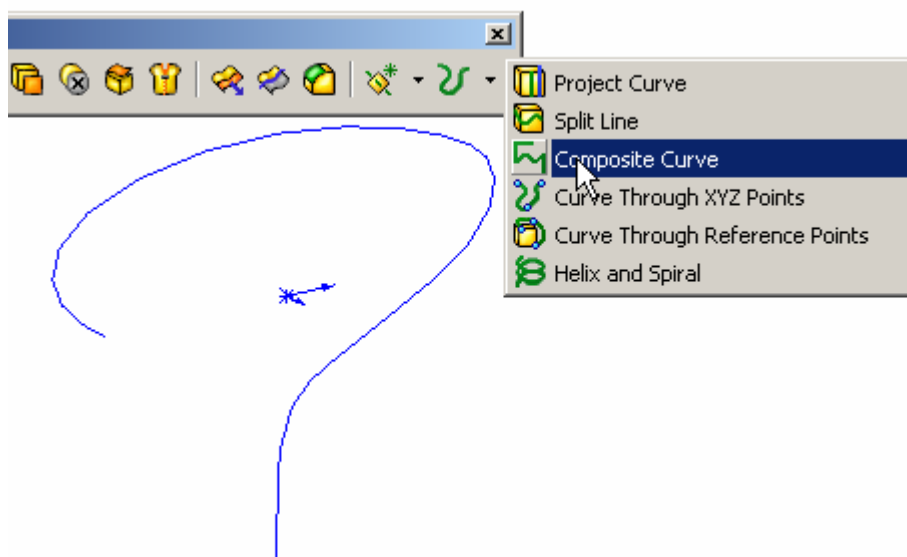 Project Curve
Split Line
Composite Curve
Curve Through XYZ Points
Curve Through Reference Points
Helix and Spiral